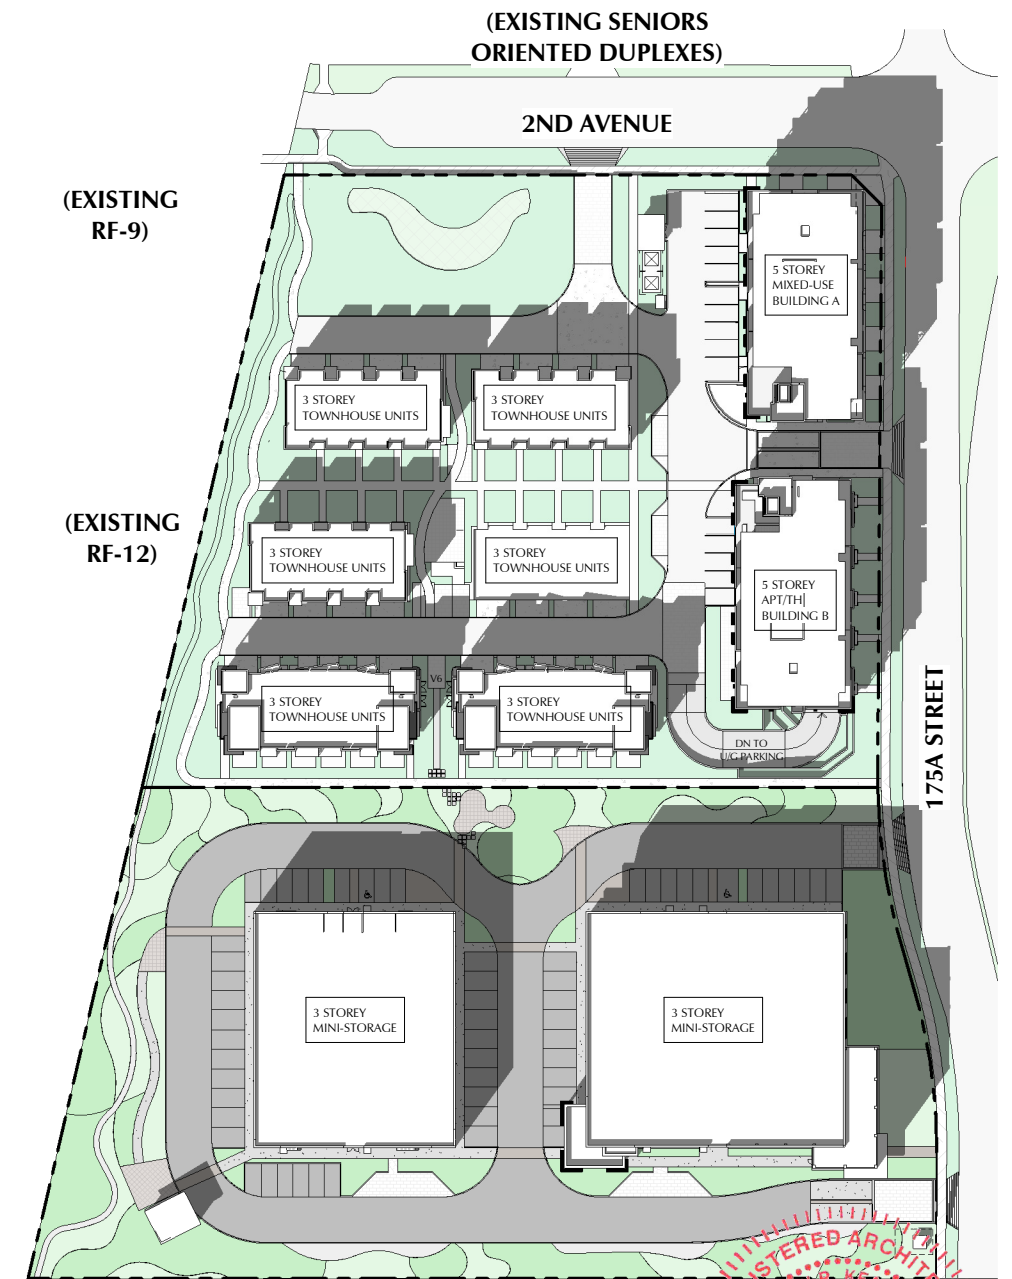 (EXISTING SENIORS
ORIENTED DUPLEXES)
2ND AVENUE
(EXISTING
RF-9)
5 STOREY
MIXED-USE
BUILDING A
3 STOREY
TOWNHOUSE UNITS
3 STOREY
TOWNHOUSE UNITS
(EXISTING
RF-12)
3 STOREY
TOWNHOUSE UNITS
3 STOREY
TOWNHOUSE UNITS
5 STOREY
APT/TH
BUILDING B
V6
3 STOREY
TOWNHOUSE UNITS
3 STOREY
TOWNHOUSE UNITS
DN TO
U/G PARKING
175A STREET
3 STOREY
MINI-STORAGE
3 STOREY
MINI-STORAGE
STERED ARCHIT